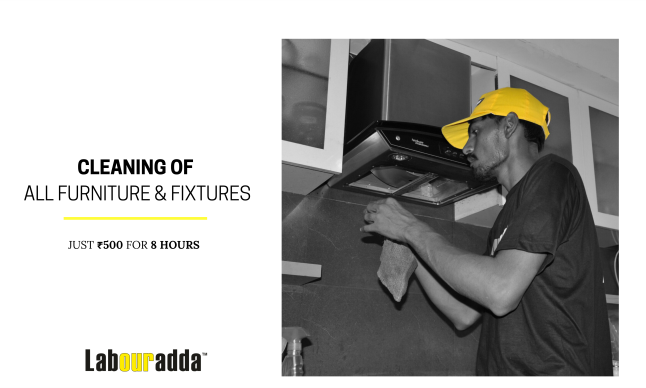 CLEANING OF
ALL FURNITURE & FIXTURES
JUST ₹500 FOR 8 HOURS
Labouradda™